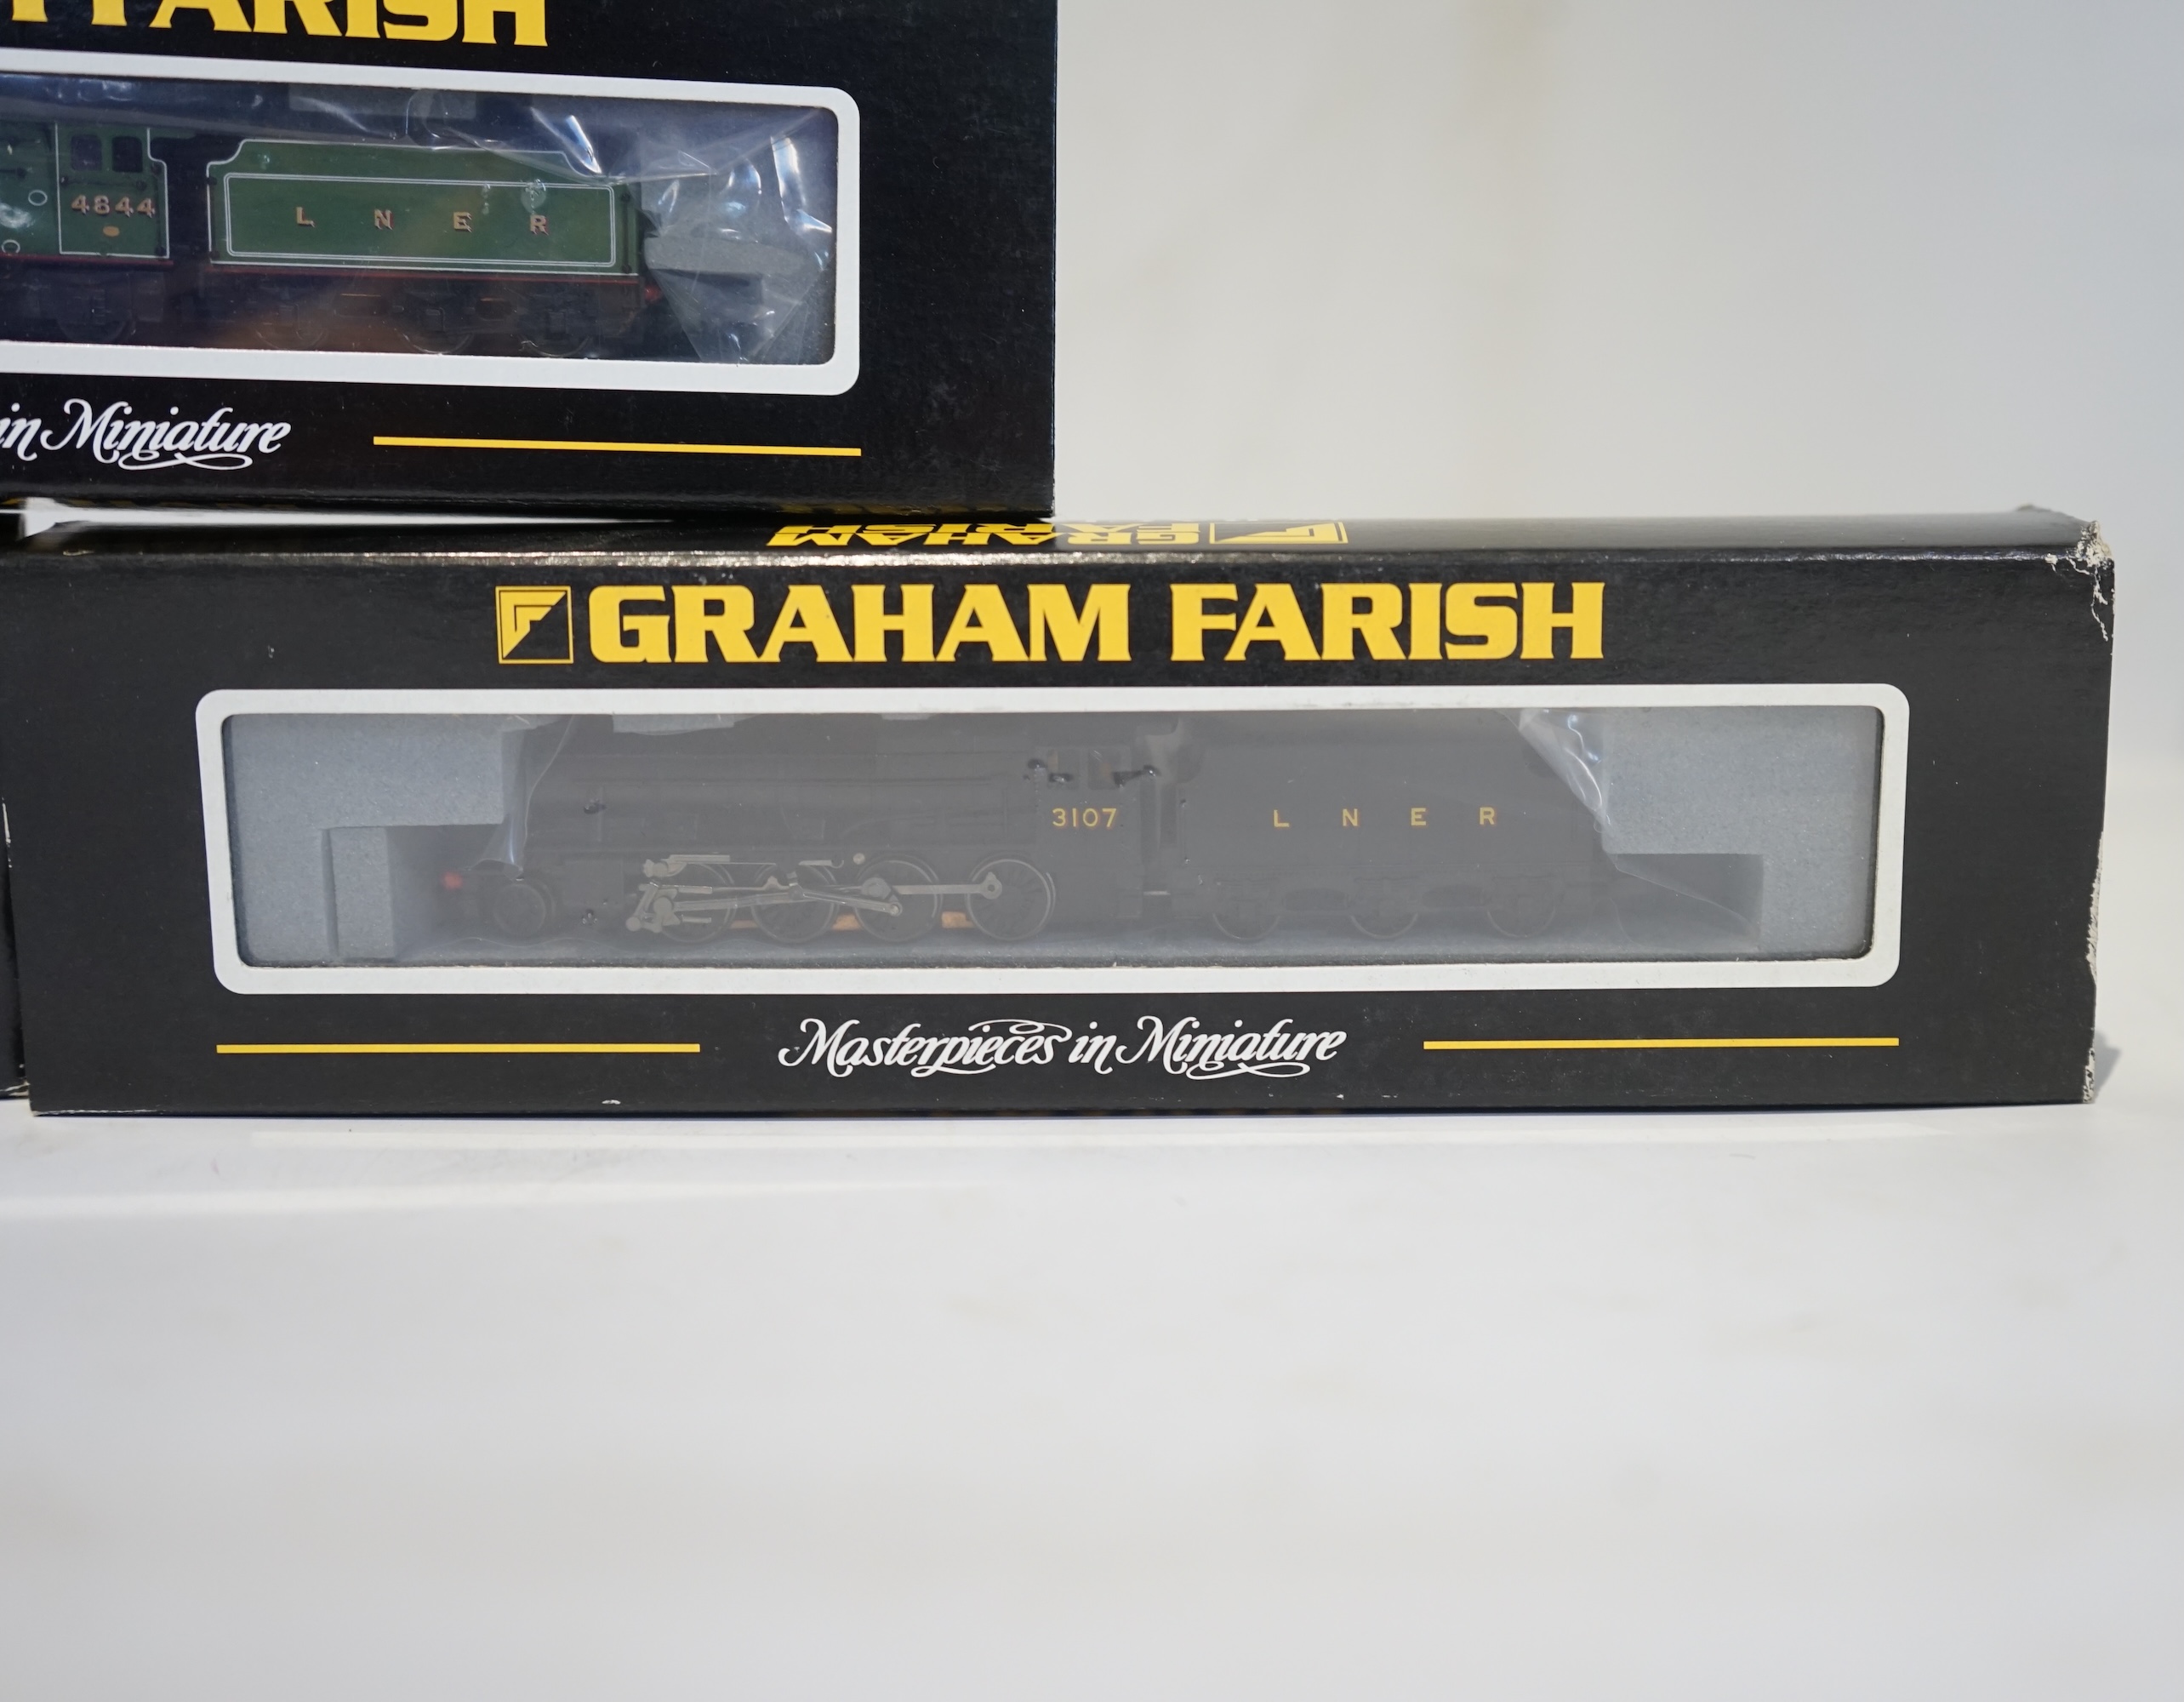 FARISH
4844
L N E R
in Miniature
GRAHAM FARISH
GRAHAM FARISH
3107
L N E R
Masterpieces in Miniature